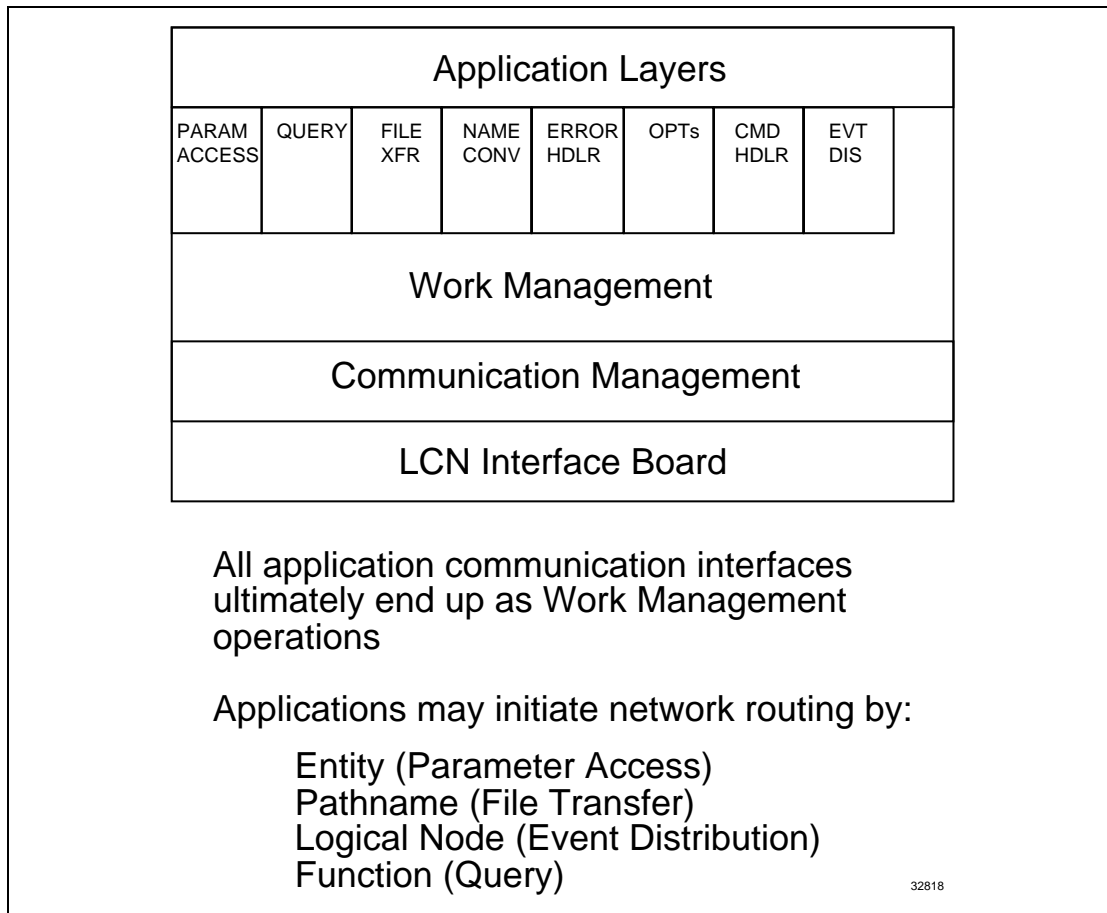 Application Layers
PARAM ACCESS
QUERY
FILE XFR
NAME CONV
ERROR HDLR
OPTs
CMD HDLR
EVT DIS
Work Management
Communication Management
LCN Interface Board
All application communication interfaces
ultimately end up as Work Management
operations
Applications may initiate network routing by:
Entity (Parameter Access)
Pathname (File Transfer)
Logical Node (Event Distribution)
Function (Query)
32818